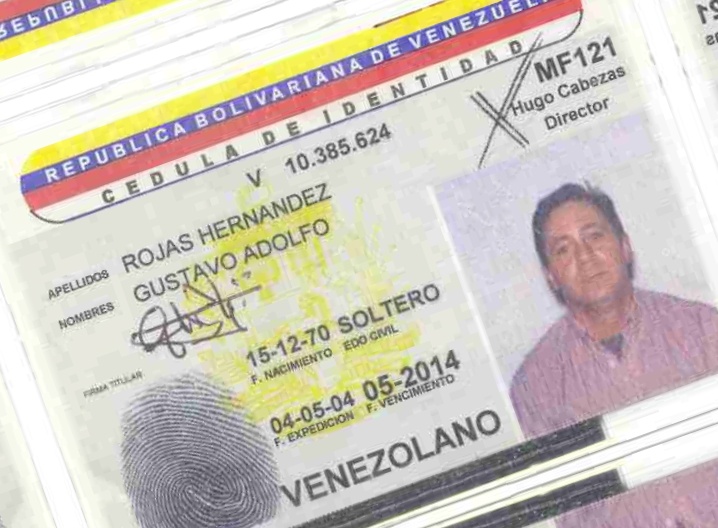 REPUBLICA BOLIVARIANA DE VENEZUEL
CEDULA DE IDENTIDAD
MF121
Hugo Cabezas
Director
V 10.385.624
APELLIDOS ROJAS HERNANDEZ
NOMBRES GUSTAVO ADOLFO
FIRMA TITULAR
15-12-70 SOLTERO
F. NACIMIENTO EDO CIVIL
04-05-04 05-2014
F. EXPEDICION F. VENCIMIENTO
VENEZOLANO